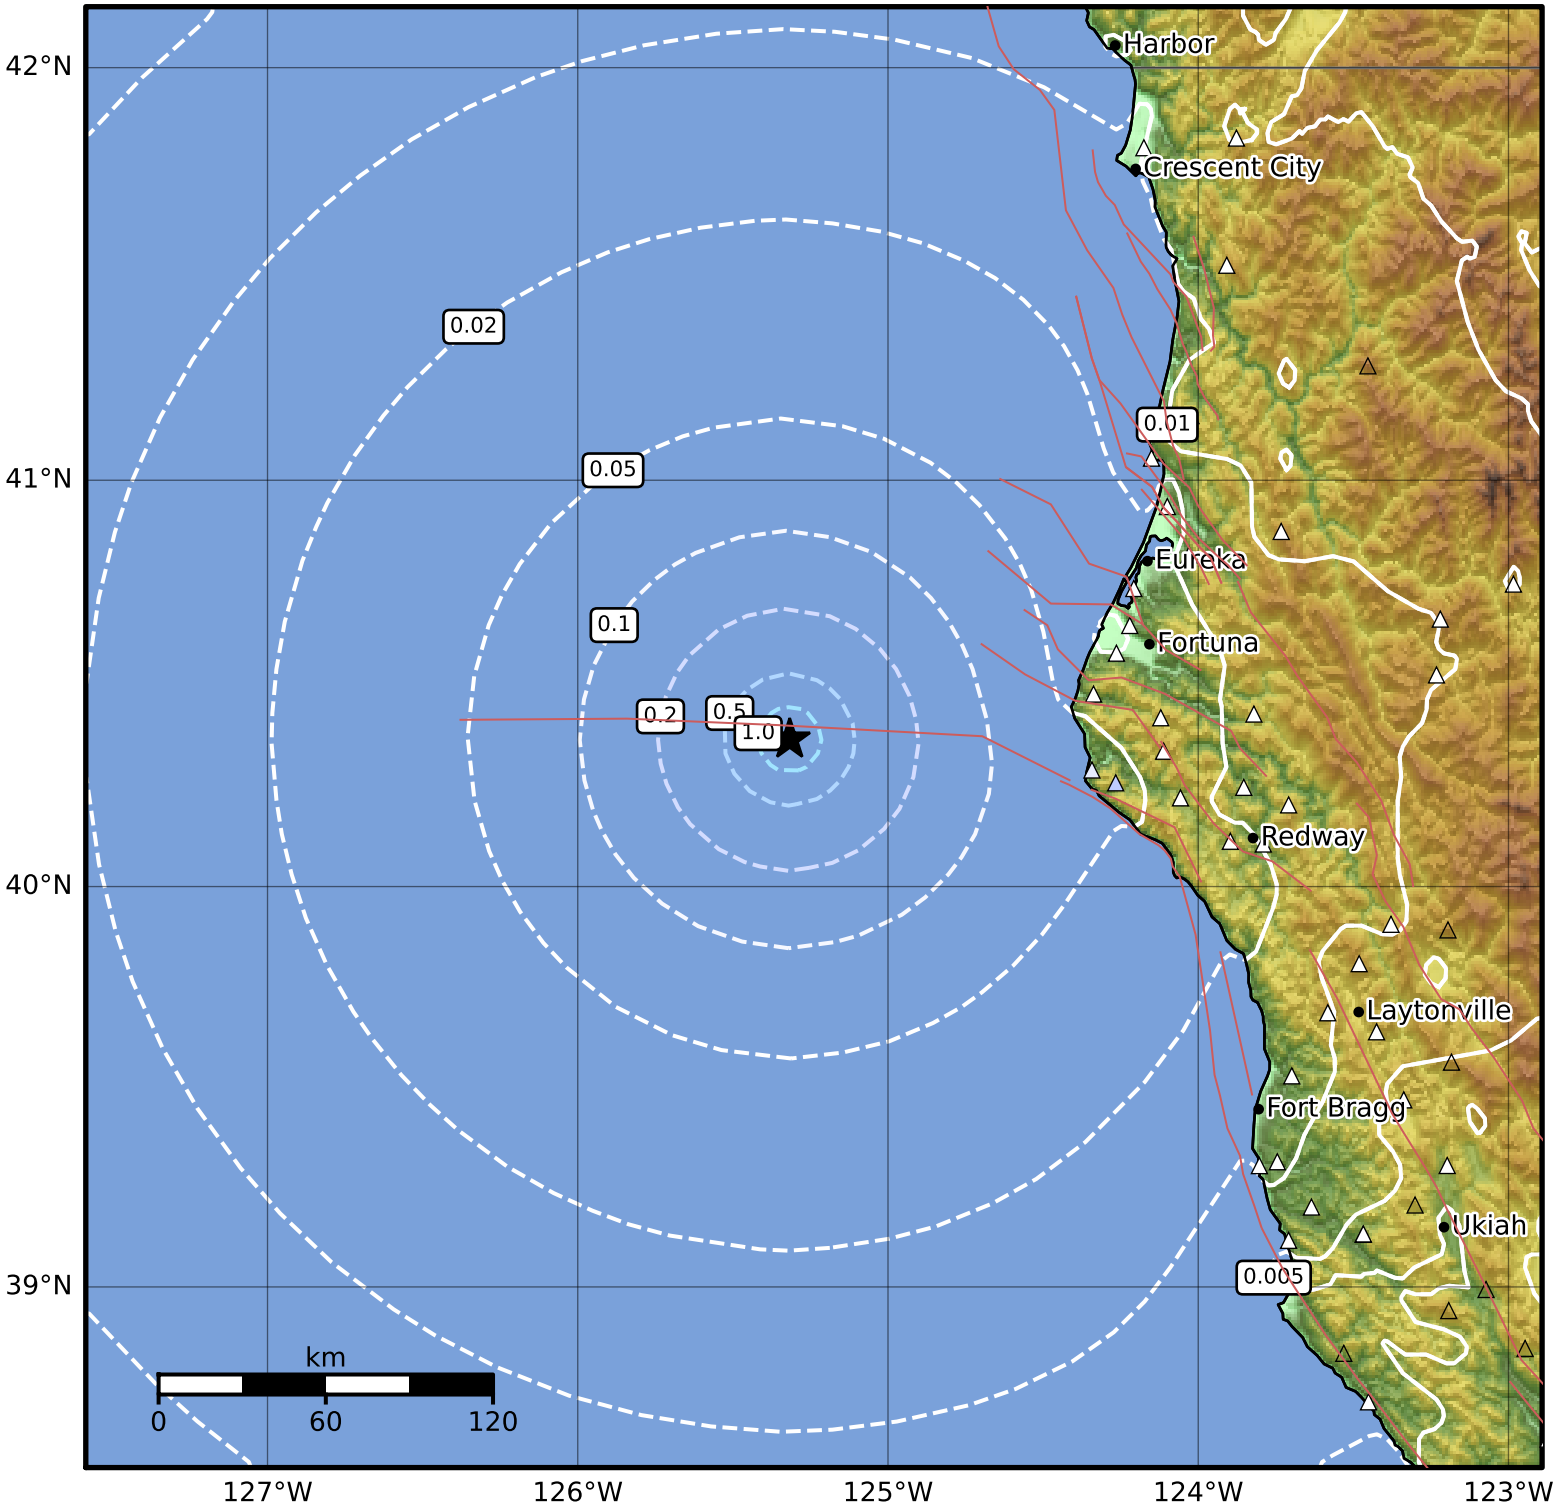 42°N
Harbor
Crescent City
0.02
0.01
0.05
41°N
Eureka
0.1
Fortuna
0.2
0.5
1.0
Redway
40°N
Laytonville
Fort Bragg
Ukiah
0.005
39°N
km
0
60
120
127°W
126°W
125°W
124°W
123°W